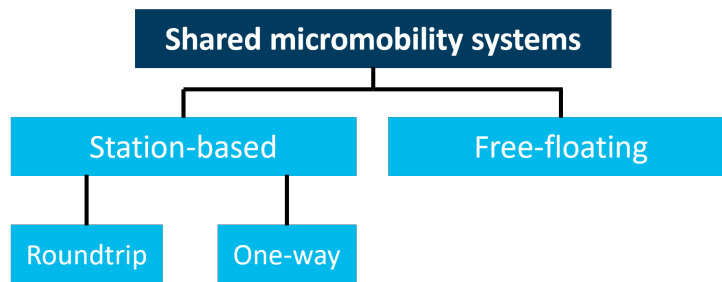 Shared micromobility systems
Station-based
Free-floating
Roundtrip
One-way